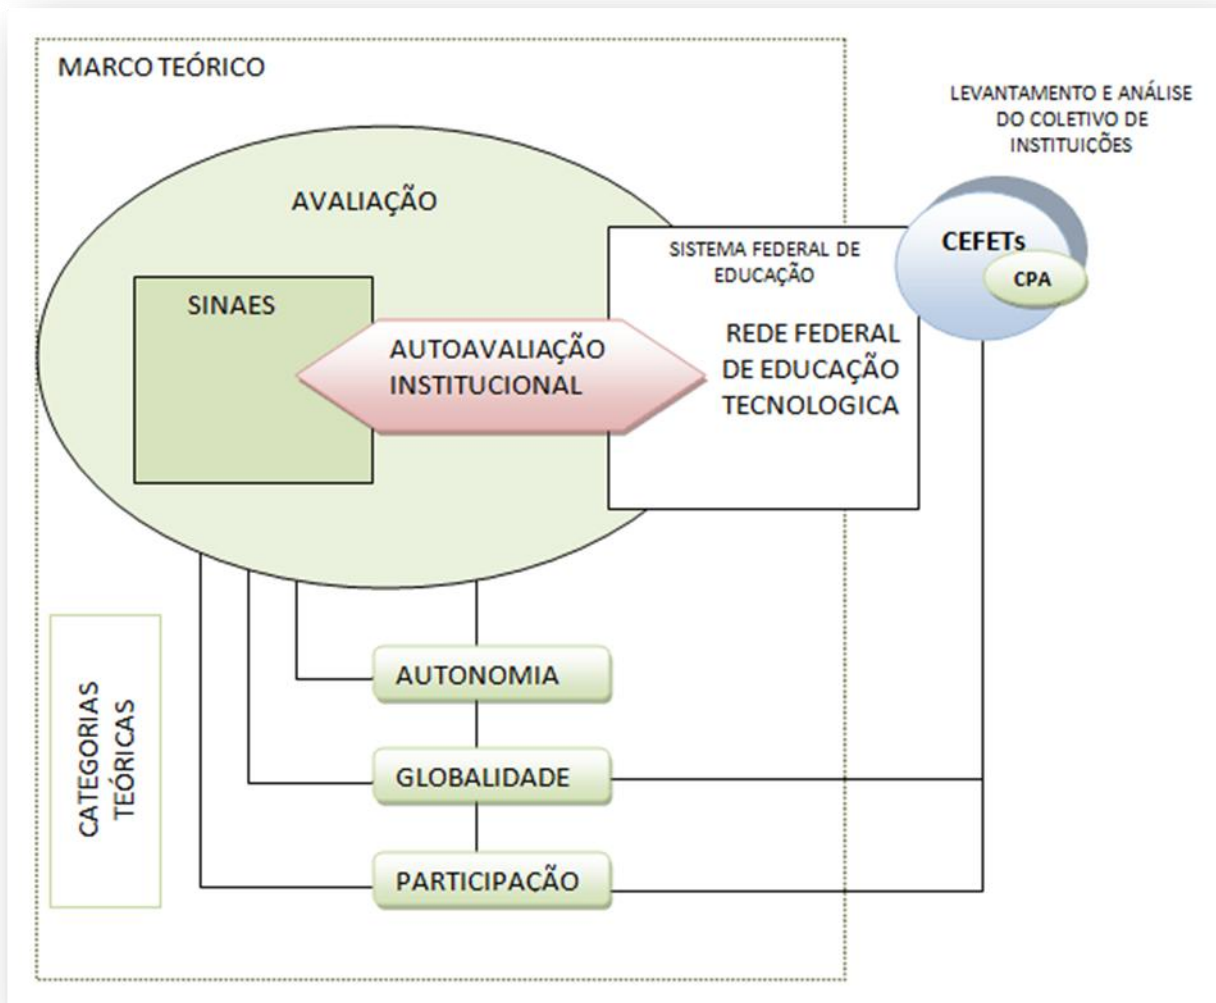 MARCO TEÓRICO
LEVANTAMENTO E ANÁLISE
DO COLETIVO DE
INSTITUIÇÕES
AVALIAÇÃO
SISTEMA FEDERAL DE
EDUCAÇÃO
CEFETs
CPA
SINAES
AUTOAVALIAÇÃO
INSTITUCIONAL
REDE FEDERAL
DE EDUCAÇÃO
TECNOLOGICA
CATEGORIAS
TEÓRICAS
AUTONOMIA
GLOBALIDADE
PARTICIPAÇÃO